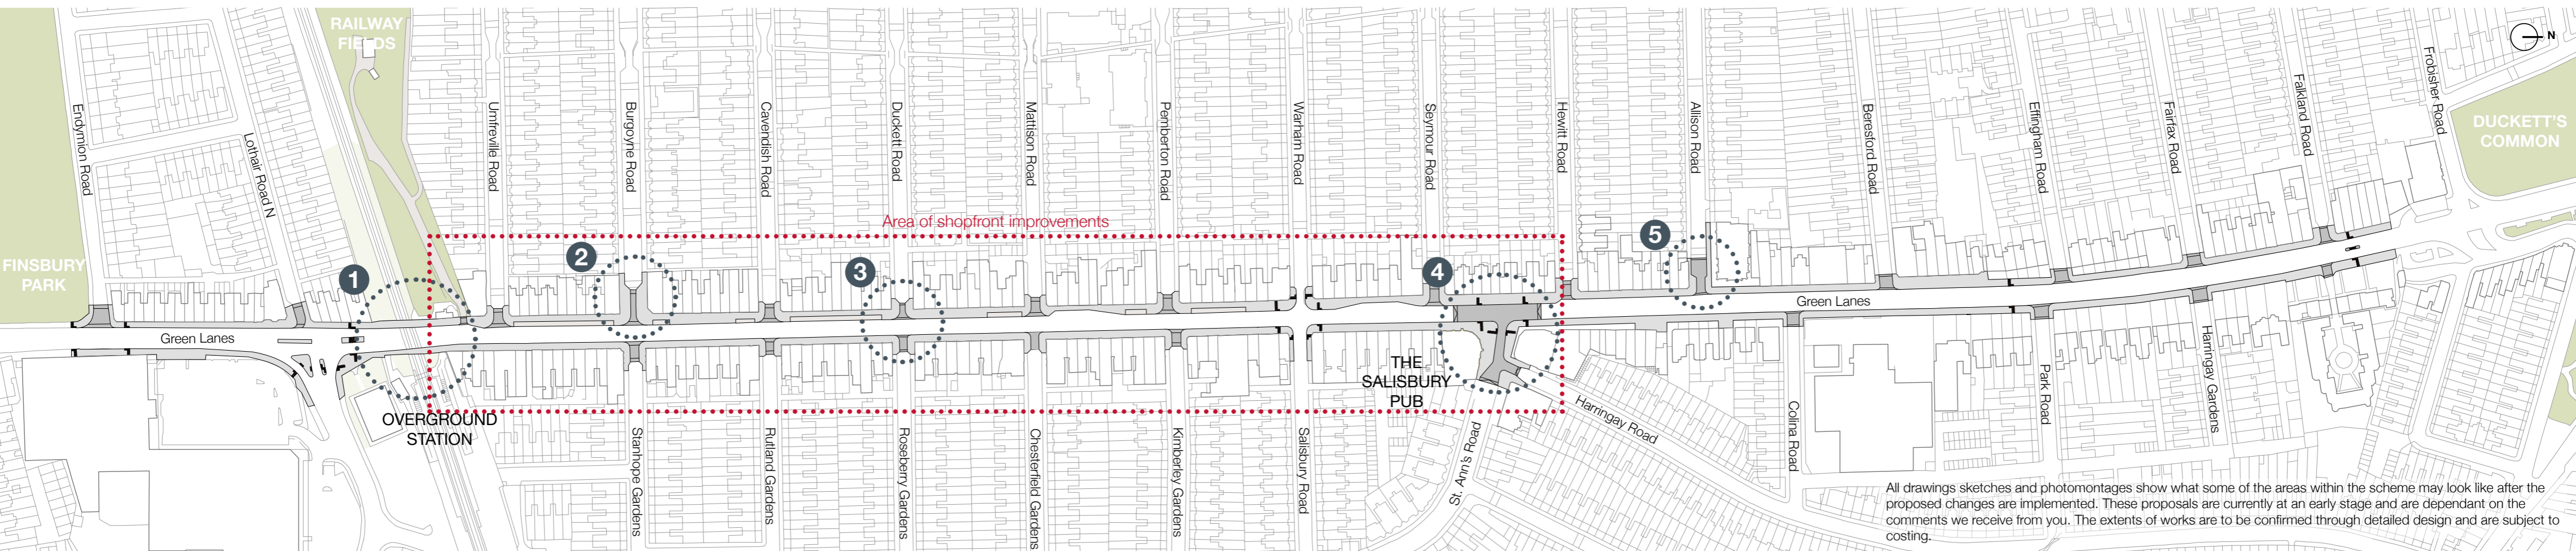 RAILWAY
FIELDS
N
Endymion Road
Lothair Road N
Umfreville Road
Burgoyne Road
Cavendish Road
Duckett Road
Mattison Road
Pemberton Road
Warham Road
Seymour Road
Hewitt Road
Allison Road
Beresford Road
Effingham Road
Fairfax Road
Falkland Road
Frobisher Road
DUCKETT'S
COMMON
Area of shopfront improvements
FINSBURY
PARK
1
2
3
4
5
Green Lanes
Green Lanes
OVERGROUND
STATION
THE
SALISBURY
PUB
Stanhope Gardens
Rutland Gardens
Roseberry Gardens
Chesterfield Gardens
Kimberley Gardens
Salisbury Road
St. Ann's Road
Harringay Road
Colina Road
Park Road
Harringay Gardens
All drawings sketches and photomontages show what some of the areas within the scheme may look like after the
proposed changes are implemented. These proposals are currently at an early stage and are dependant on the
comments we receive from you. The extents of works are to be confirmed through detailed design and are subject to
costing.